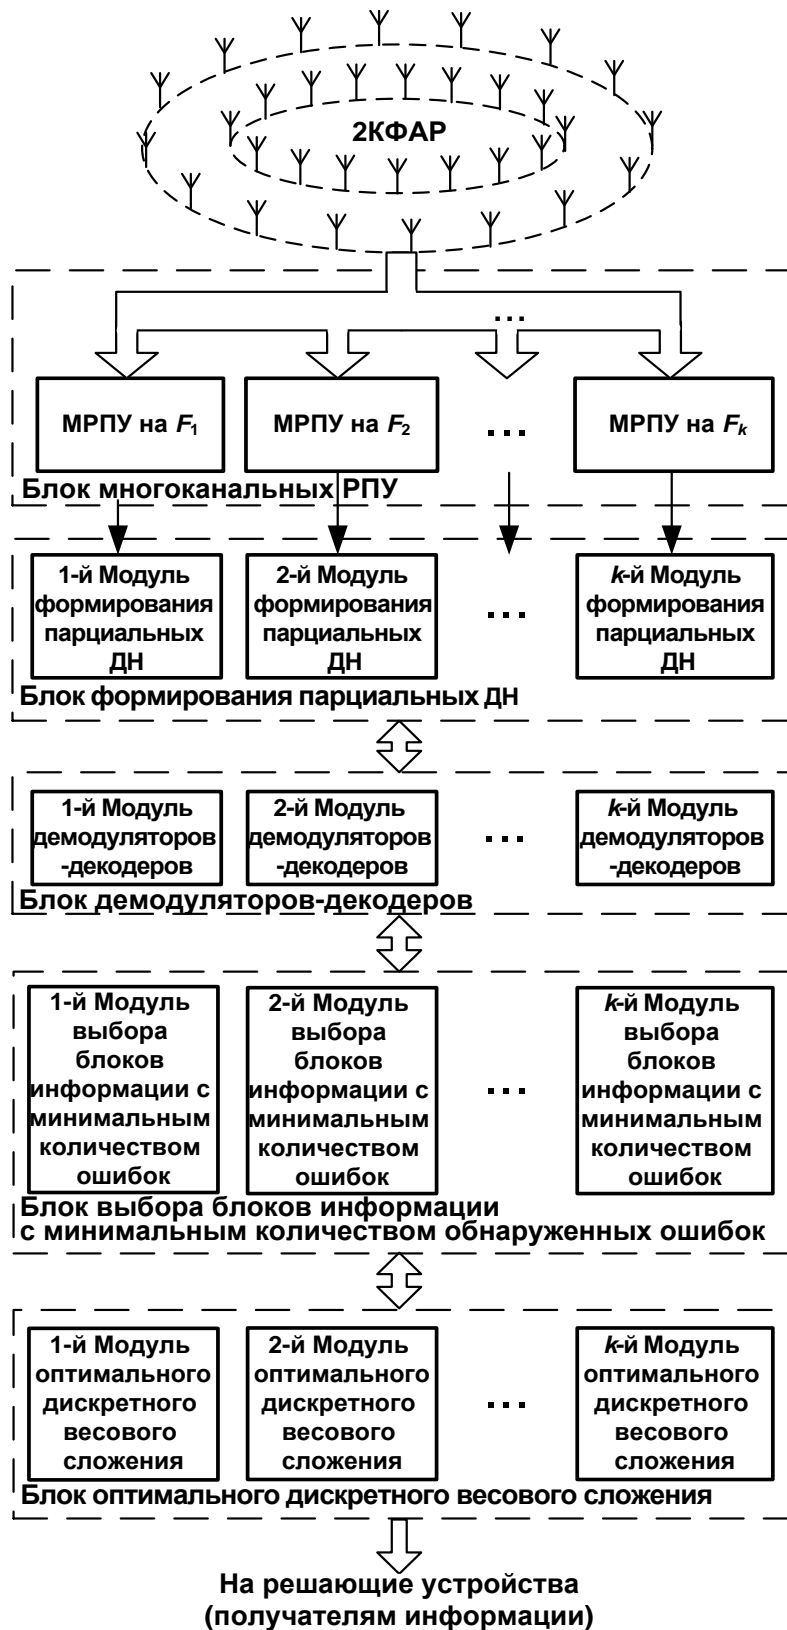 2КФАР
...
МРПУ на F1
МРПУ на F2
...
МРПУ на Fk
Блок многоканальных РПУ
1-й Модуль
формирования
парциальных
ДН
2-й Модуль
формирования
парциальных
ДН
...
k-й Модуль
формирования
парциальных
ДН
Блок формирования парциальных ДН
1-й Модуль
демодуляторов
-декодеров
2-й Модуль
демодуляторов
-декодеров
...
k-й Модуль
демодуляторов
-декодеров
Блок демодуляторов-декодеров
1-й Модуль
выбора
блоков
информации с
минимальным
количеством
ошибок
2-й Модуль
выбора
блоков
информации с
минимальным
количеством
ошибок
...
k-й Модуль
выбора
блоков
информации с
минимальным
количеством
ошибок
Блок выбора блоков информации
с минимальным количеством обнаруженных ошибок
1-й Модуль
оптимального
дискретного
весового
сложения
2-й Модуль
оптимального
дискретного
весового
сложения
...
k-й Модуль
оптимального
дискретного
весового
сложения
Блок оптимального дискретного весового сложения
На решающие устройства
(получателям информации)